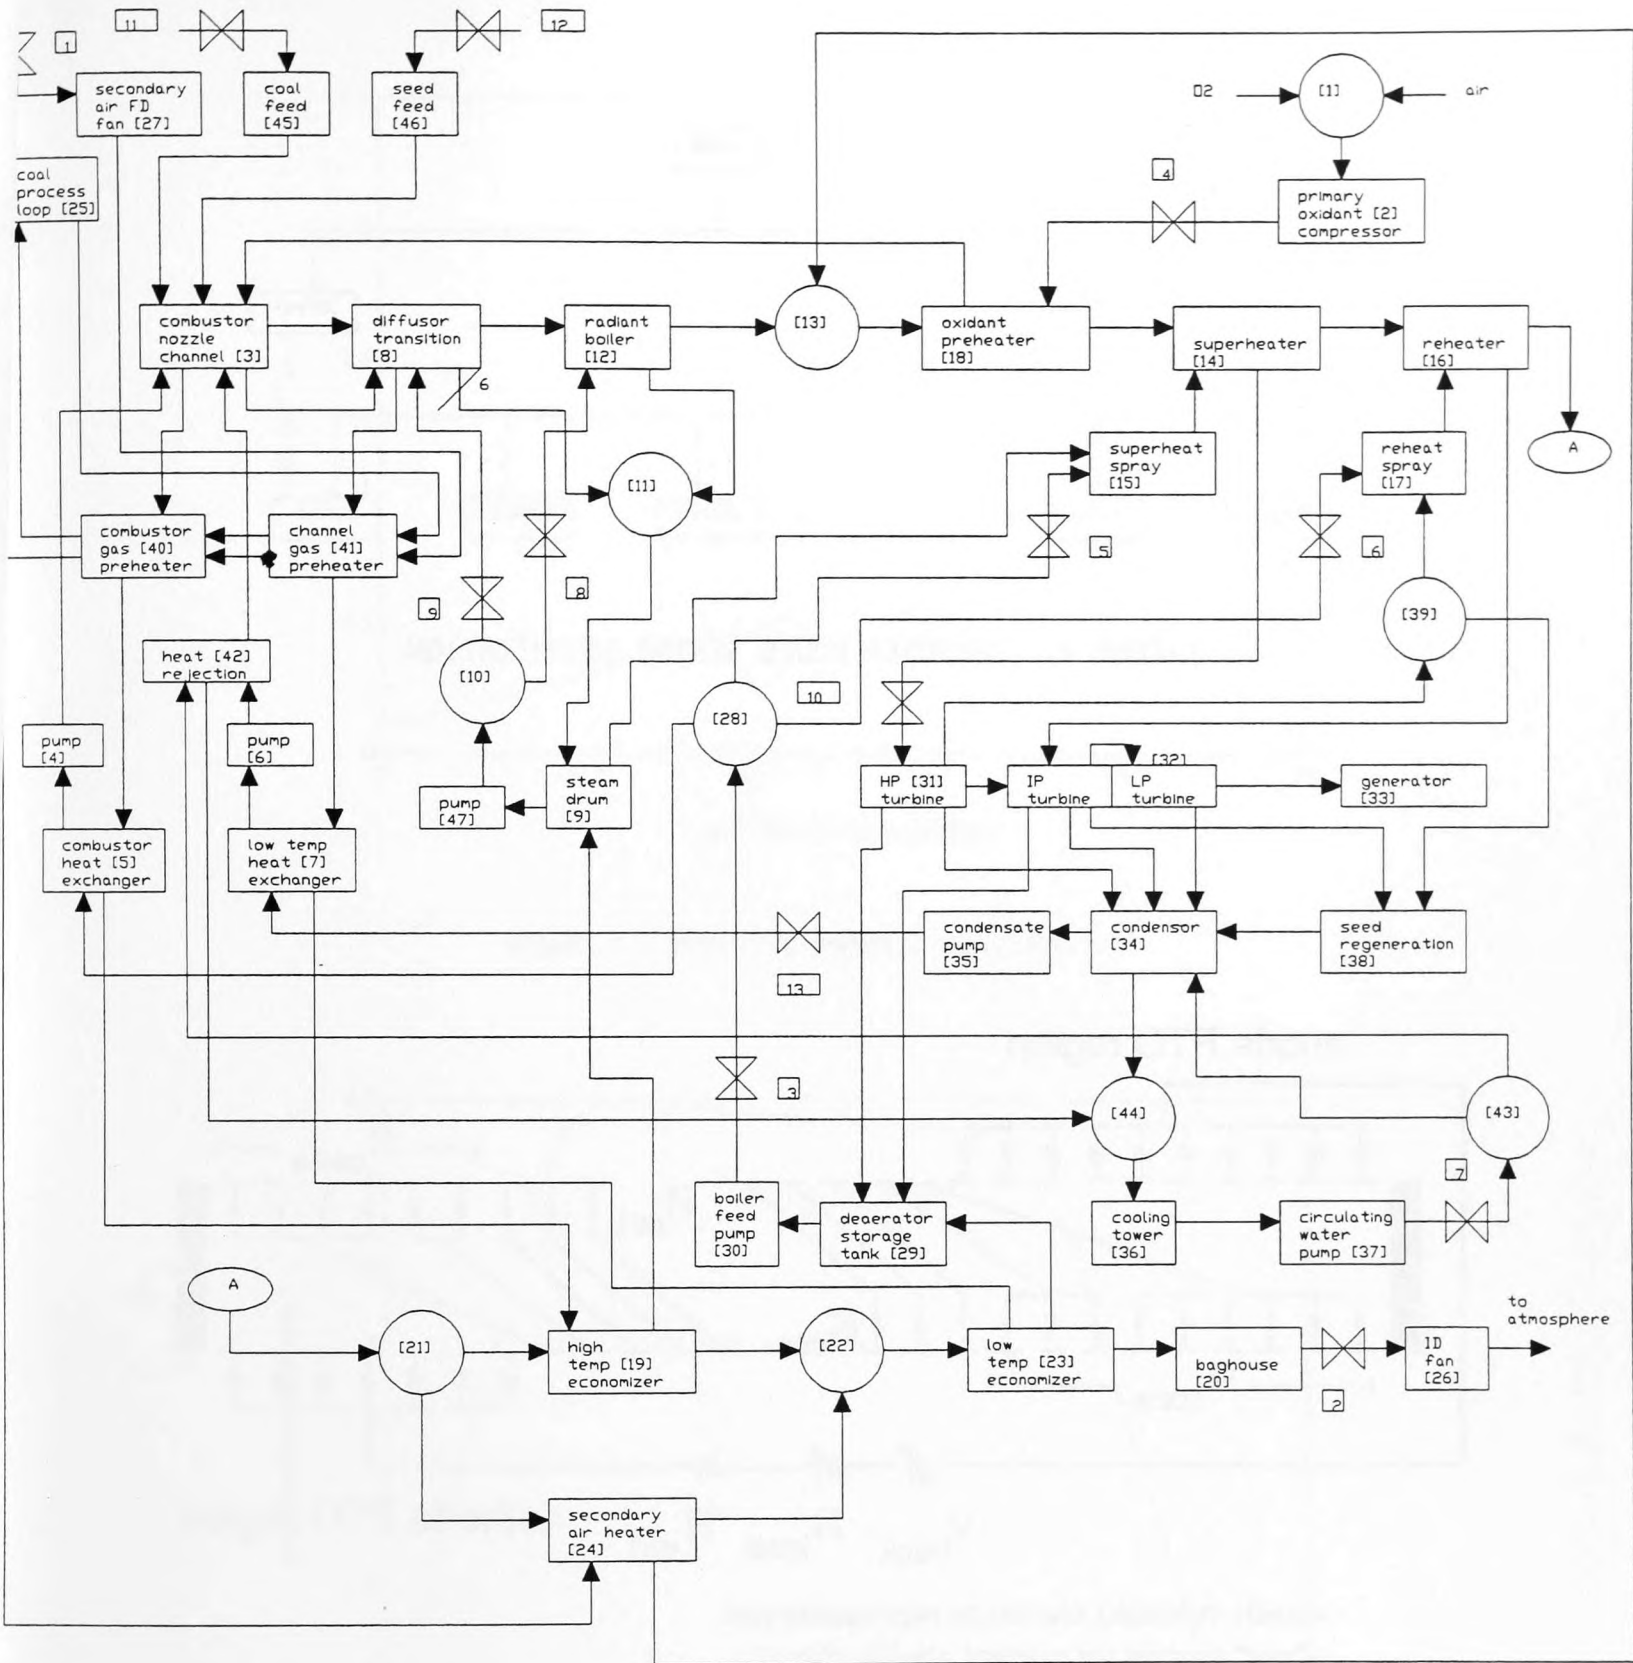 11
12
1
secondary
air FD
fan [27]
coal
feed
[45]
seed
feed
[46]
O2
[1]
air
coal
process
loop [25]
4
primary
oxidant [2]
compressor
combustor
nozzle
channel [3]
diffusor
transition
[8]
radiant
boiler
[12]
[13]
oxidant
preheater
[18]
superheater
[14]
reheater
[16]
6
superheat
spray
[15]
reheat
spray
[17]
A
[11]
combustor
gas [40]
preheater
channel
gas [41]
preheater
5
6
9
8
[39]
heat [42]
rejection
[10]
[28]
10
pump
[4]
pump
[6]
pump
[47]
steam
drum
[9]
HP [31]
turbine
IP
turbine
[32]
LP
turbine
generator
[33]
combustor
heat [5]
exchanger
low temp
heat [7]
exchanger
condensate
pump
[35]
condensor
[34]
seed
regeneration
[38]
13
3
[44]
[43]
7
boiler
feed
pump
[30]
deaerator
storage
tank [29]
cooling
tower
[36]
circulating
water
pump [37]
A
[21]
high
temp [19]
economizer
[22]
low
temp [23]
economizer
baghouse
[20]
2
ID
fan
[26]
to
atmosphere
secondary
air heater
[24]